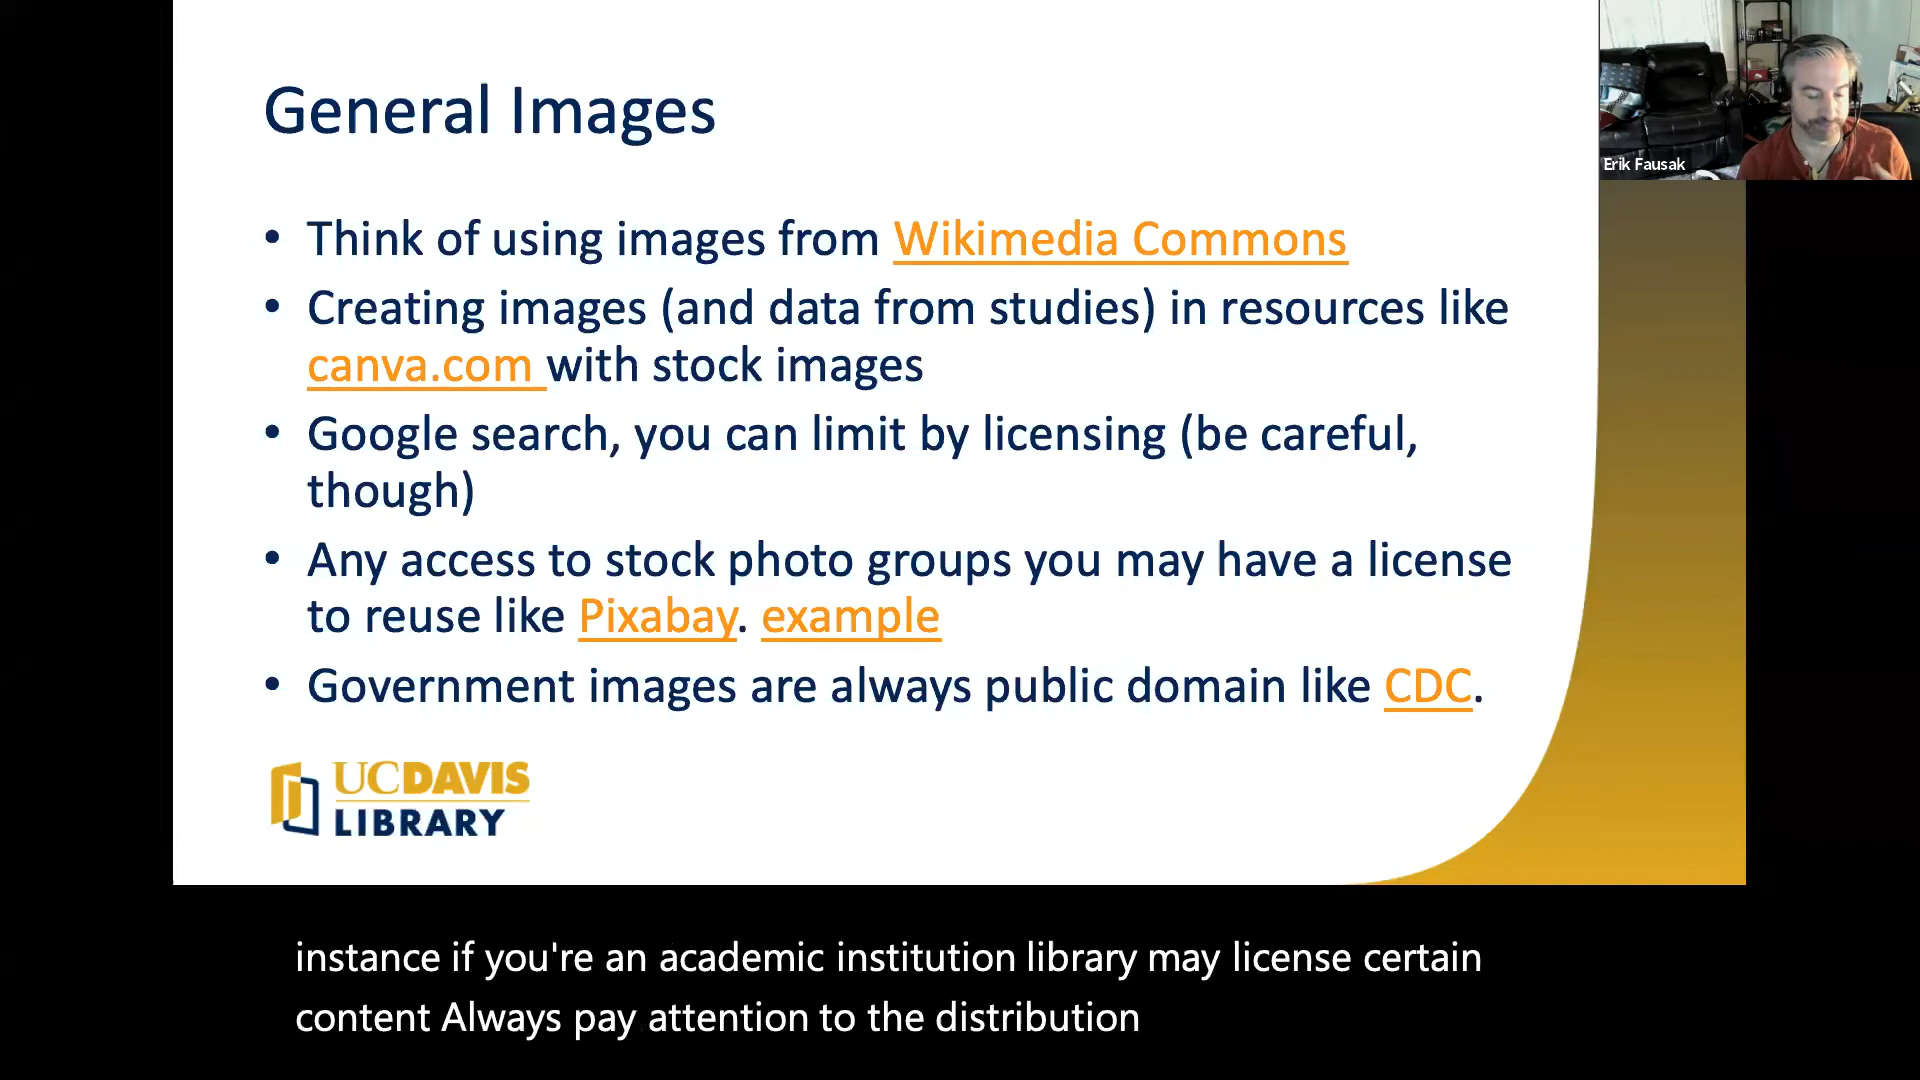 General Images
Erik Fausak
• Think of using images from Wikimedia Commons
• Creating images (and data from studies) in resources like
canva.com with stock images
• Google search, you can limit by licensing (be careful,
though)
• Any access to stock photo groups you may have a license
to reuse like Pixabay. example
• Government images are always public domain like CDC.
UCDAVIS
LIBRARY
instance if you're an academic institution library may license certain
content Always pay attention to the distribution